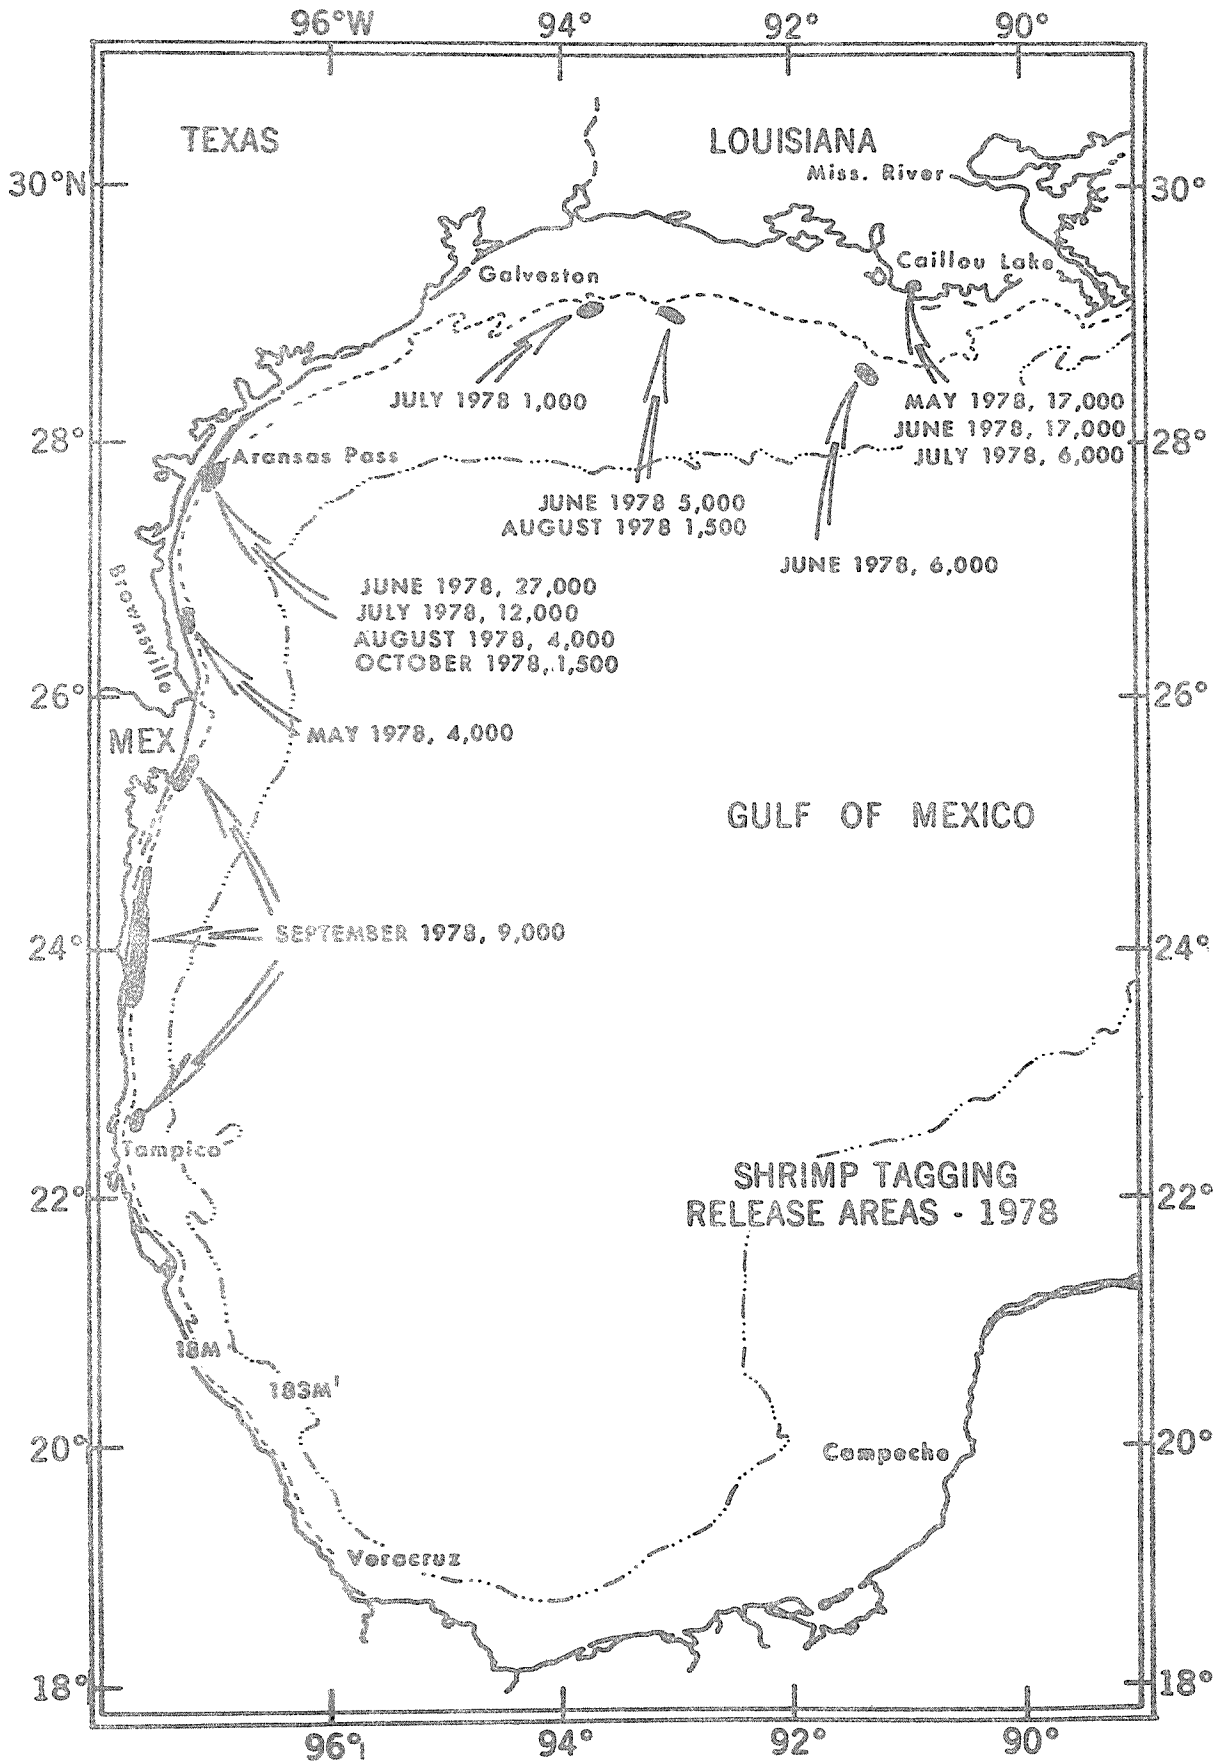 96°W 94° 92° 90°
TEXAS
LOUISIANA
Miss. River
30°N
30°
Caillou Lake
Galveston
JULY 1978 1,000
MAY 1978, 17,000
JUNE 1978, 17,000
JULY 1978, 6,000
28°
28°
Aransas Pass
JUNE 1978 5,000
AUGUST 1978 1,500
JUNE 1978, 6,000
JUNE 1978, 27,000
JULY 1978, 12,000
AUGUST 1978, 4,000
OCTOBER 1978, 1,500
Brownsville
26°
26°
MEX
MAY 1978, 4,000
GULF OF MEXICO
SEPTEMBER 1978, 9,000
24°
24°
Tampico
SHRIMP TAGGING
RELEASE AREAS - 1978
22°
22°
18M
183M
20°
20°
Campeche
Veracruz
18°
18°
96° 94° 92° 90°